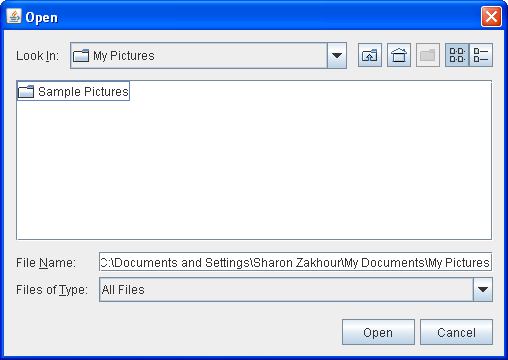 Open
Look In: My Pictures
Sample Pictures
File Name: C:\Documents and Settings\Sharon Zakhour\My Documents\My Pictures
Files of Type: All Files
Open Cancel